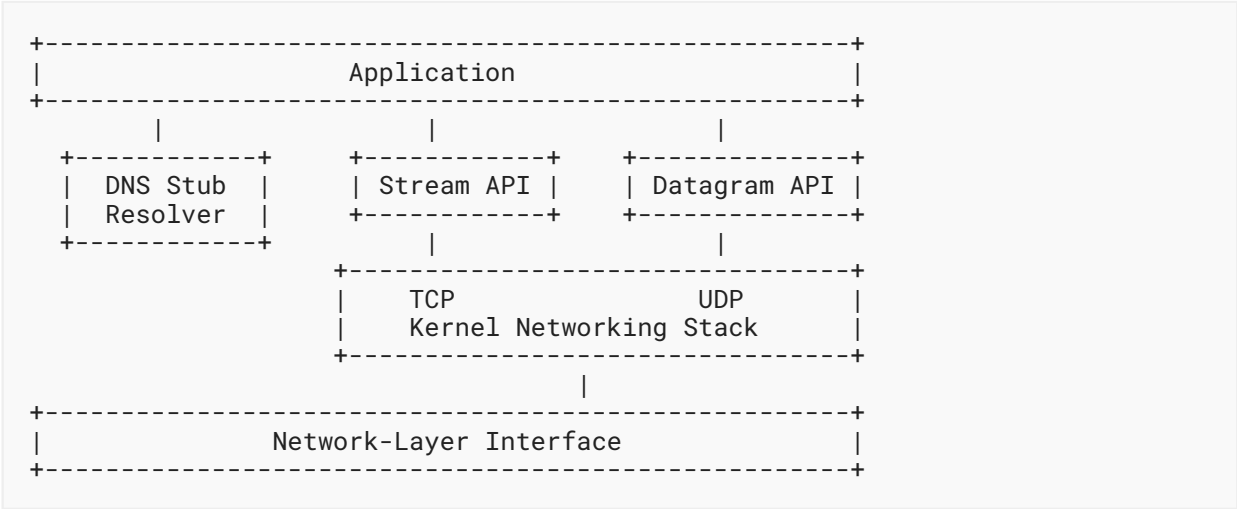 +-----------------------------------------------------+
|                    Application                      |
+-----------------------------------------------------+
        |                 |                  |
  +------------+     +------------+    +--------------+
  |  DNS Stub  |     | Stream API |    | Datagram API |
  |  Resolver  |     +------------+    +--------------+
  +------------+          |                  |
                    +---------------------------------+
                    |    TCP                UDP       |
                    |    Kernel Networking Stack      |
                    +---------------------------------+
                                    |
+-----------------------------------------------------+
|               Network-Layer Interface               |
+-----------------------------------------------------+